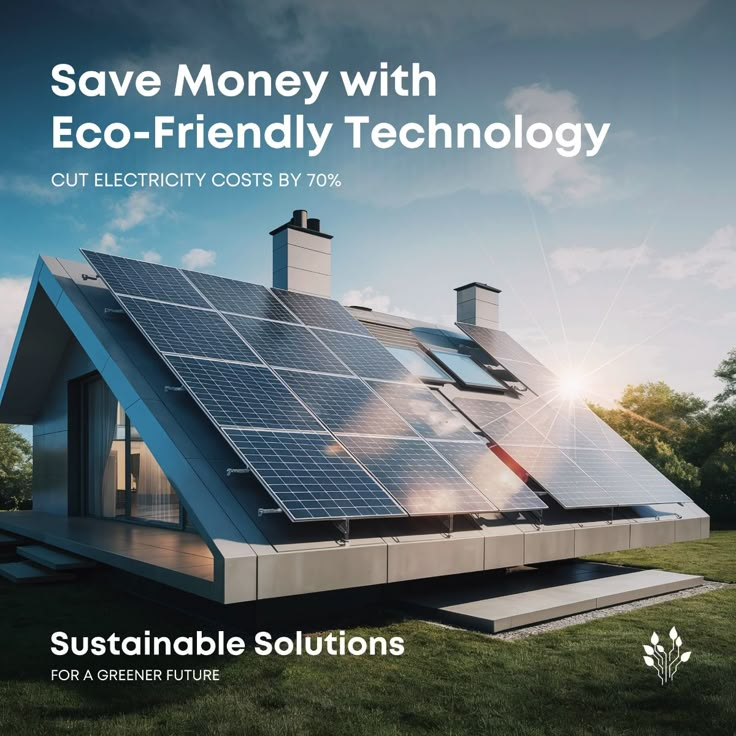 Save Money with
Eco-Friendly Technology
CUT ELECTRICITY COSTS BY 70%
Sustainable Solutions
FOR A GREENER FUTURE